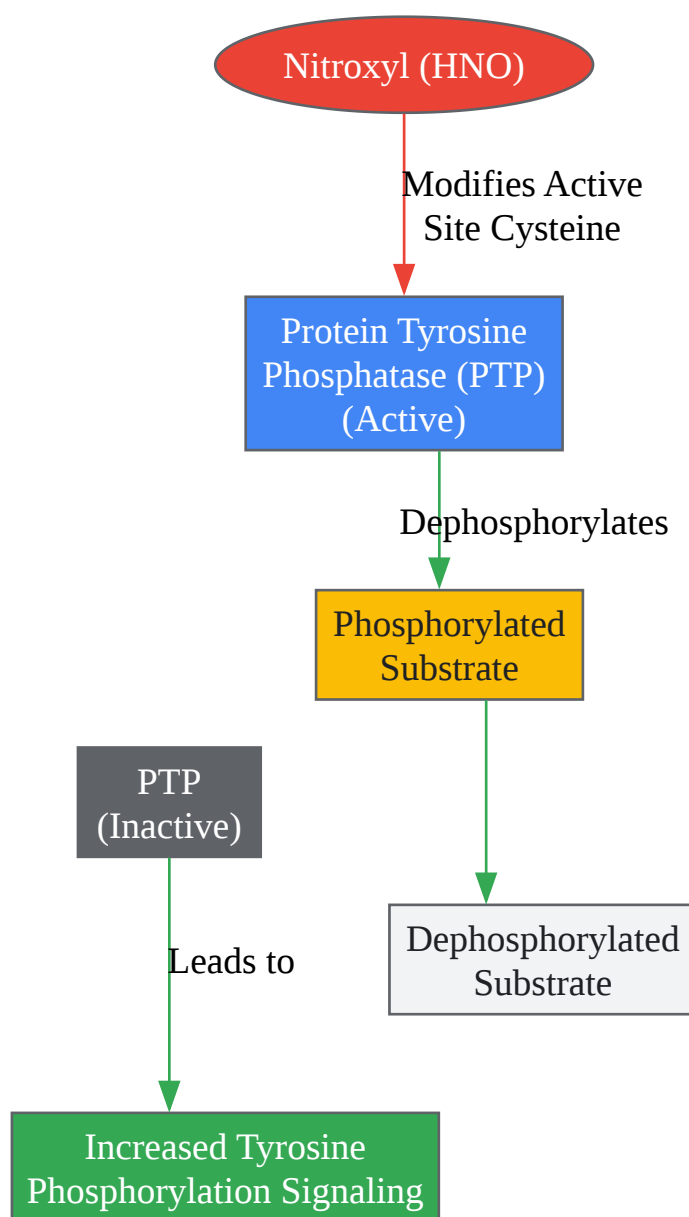 Nitroxyl (HNO)
Modifies Active
Site Cysteine
Protein Tyrosine
Phosphatase (PTP)
(Active)
Dephosphorylates
Phosphorylated
Substrate
PTP
(Inactive)
Dephosphorylated
Substrate
Leads to
Increased Tyrosine
Phosphorylation Signaling